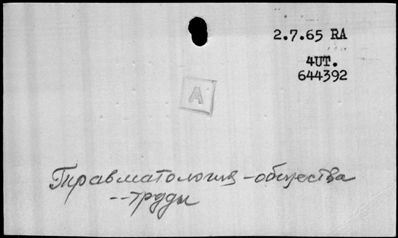 2.7.65 RA
4UT.
644392
A
Травматология - общества
-- труды